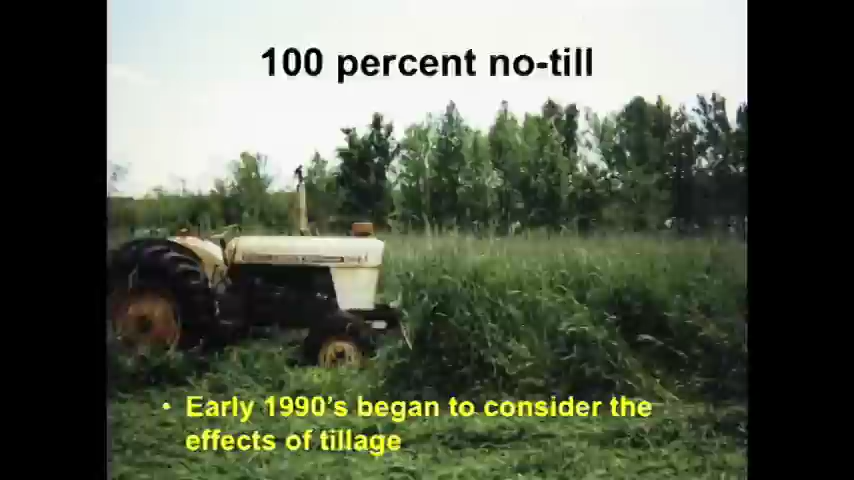 100 percent no-till
• Early 1990's began to consider the
effects of tillage